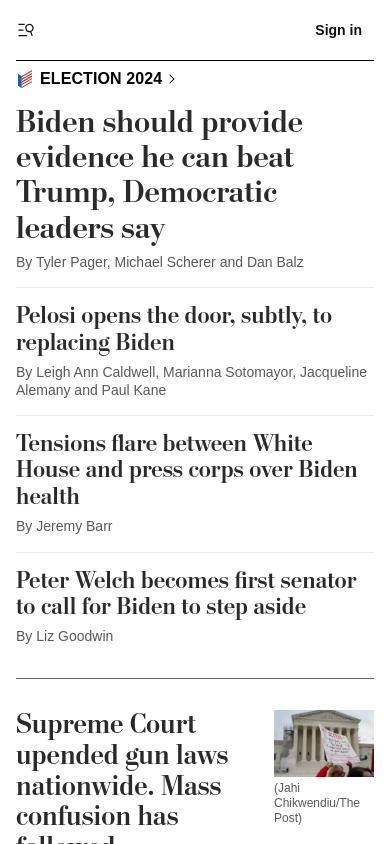 Sign in
ELECTION 2024
Biden should provide
evidence he can beat
Trump, Democratic
leaders say
By Tyler Pager, Michael Scherer and Dan Balz
Pelosi opens the door, subtly, to
replacing Biden
By Leigh Ann Caldwell, Marianna Sotomayor, Jacqueline
Alemany and Paul Kane
Tensions flare between White
House and press corps over Biden
health
By Jeremy Barr
Peter Welch becomes first senator
to call for Biden to step aside
By Liz Goodwin
Supreme Court
upended gun laws
nationwide. Mass
confusion has
followed
(Jahi
Chikwendiu/The
Post)